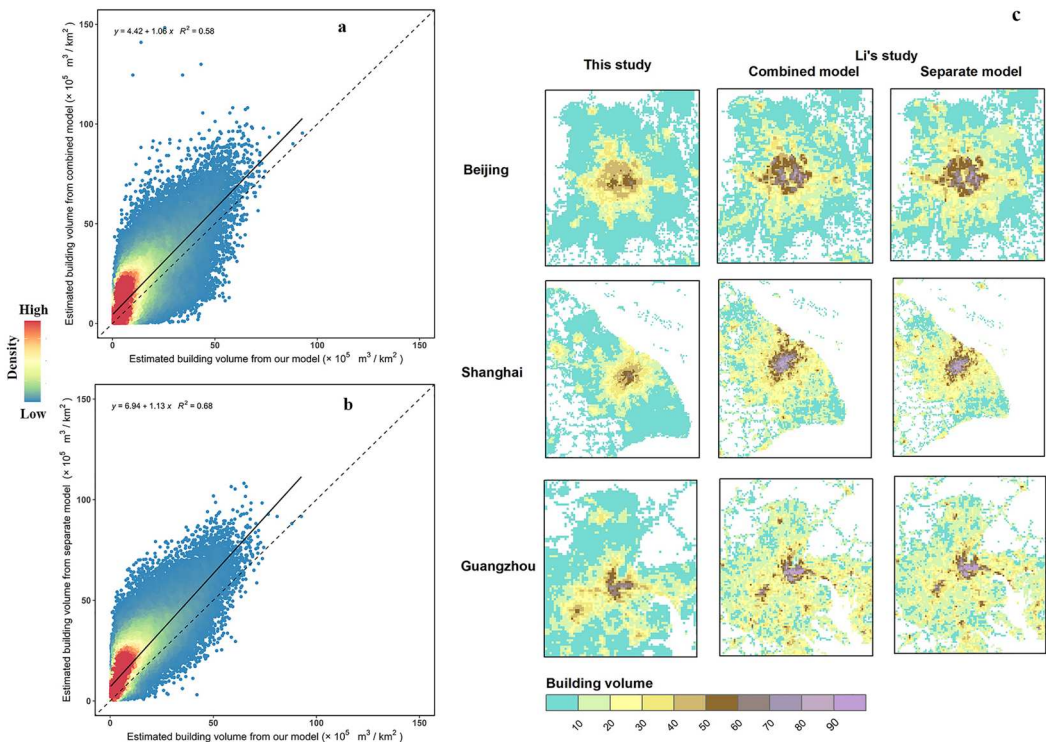 a
y = 4.42 + 1.06 x R² = 0.58
Estimated building volume from combined model (× 10⁵ m³ / km²)
150
100
50
0
0 50 100 150
Estimated building volume from our model (× 10⁵ m³ / km²)
High
Density
Low
b
y = 6.94 + 1.13 x R² = 0.68
Estimated building volume from separate model (× 10⁵ m³ / km²)
150
100
50
0
0 50 100 150
Estimated building volume from our model (× 10⁵ m³ / km²)
c
Li's study
This study Combined model Separate model
Beijing
Shanghai
Guangzhou
Building volume
10 20 30 40 50 60 70 80 90